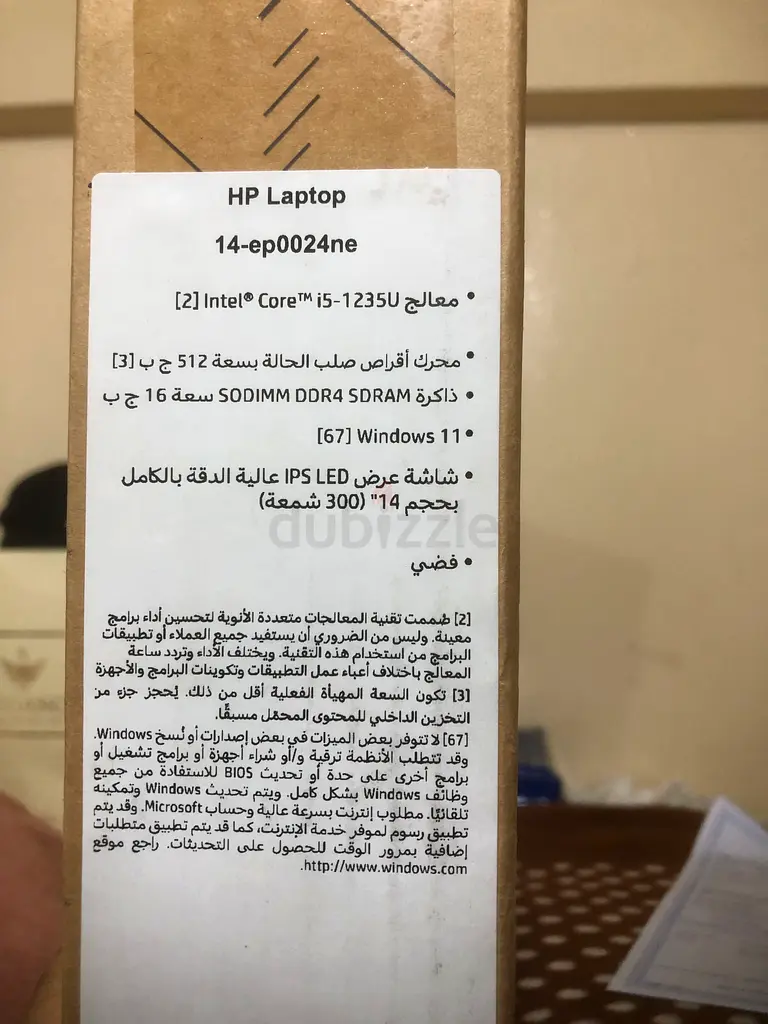 HP Laptop
14-ep0024ne
• معالج Intel® Core™ i5-1235U [2]
• محرك أقراص صلب الحالة بسعة 512 ج ب [3]
• ذاكرة SODIMM DDR4 SDRAM سعة 16 ج ب
• Windows 11 [67]
• شاشة عرض IPS LED عالية الدقة بالكامل
بحجم 14" (300 شمعة)
dubizzle
• فضي
[2] صُممت تقنية المعالجات متعددة الأنوية لتحسين أداء برامج
معينة. وليس من الضروري أن يستفيد جميع العملاء أو تطبيقات
البرامج من استخدام هذه التقنية. ويختلف الأداء وتردد ساعة
المعالج باختلاف أعباء عمل التطبيقات وتكوينات البرامج والأجهزة
[3] تكون السعة المهيأة الفعلية أقل من ذلك. يُحجز جزء من
التخزين الداخلي للمحتوى المحمّل مسبقًا.
[67] لا تتوفر بعض الميزات في بعض إصدارات أو نُسخ Windows.
وقد تتطلب الأنظمة ترقية و/أو شراء أجهزة أو برامج تشغيل أو
برامج أخرى على حدة أو تحديث BIOS للاستفادة من جميع
وظائف Windows بشكل كامل. ويتم تحديث Windows وتمكينه
تلقائيًا. مطلوب إنترنت بسرعة عالية وحساب Microsoft. وقد يتم
تطبيق رسوم لموفر خدمة الإنترنت، كما قد يتم تطبيق متطلبات
إضافية بمرور الوقت للحصول على التحديثات. راجع موقع
http://www.windows.com.